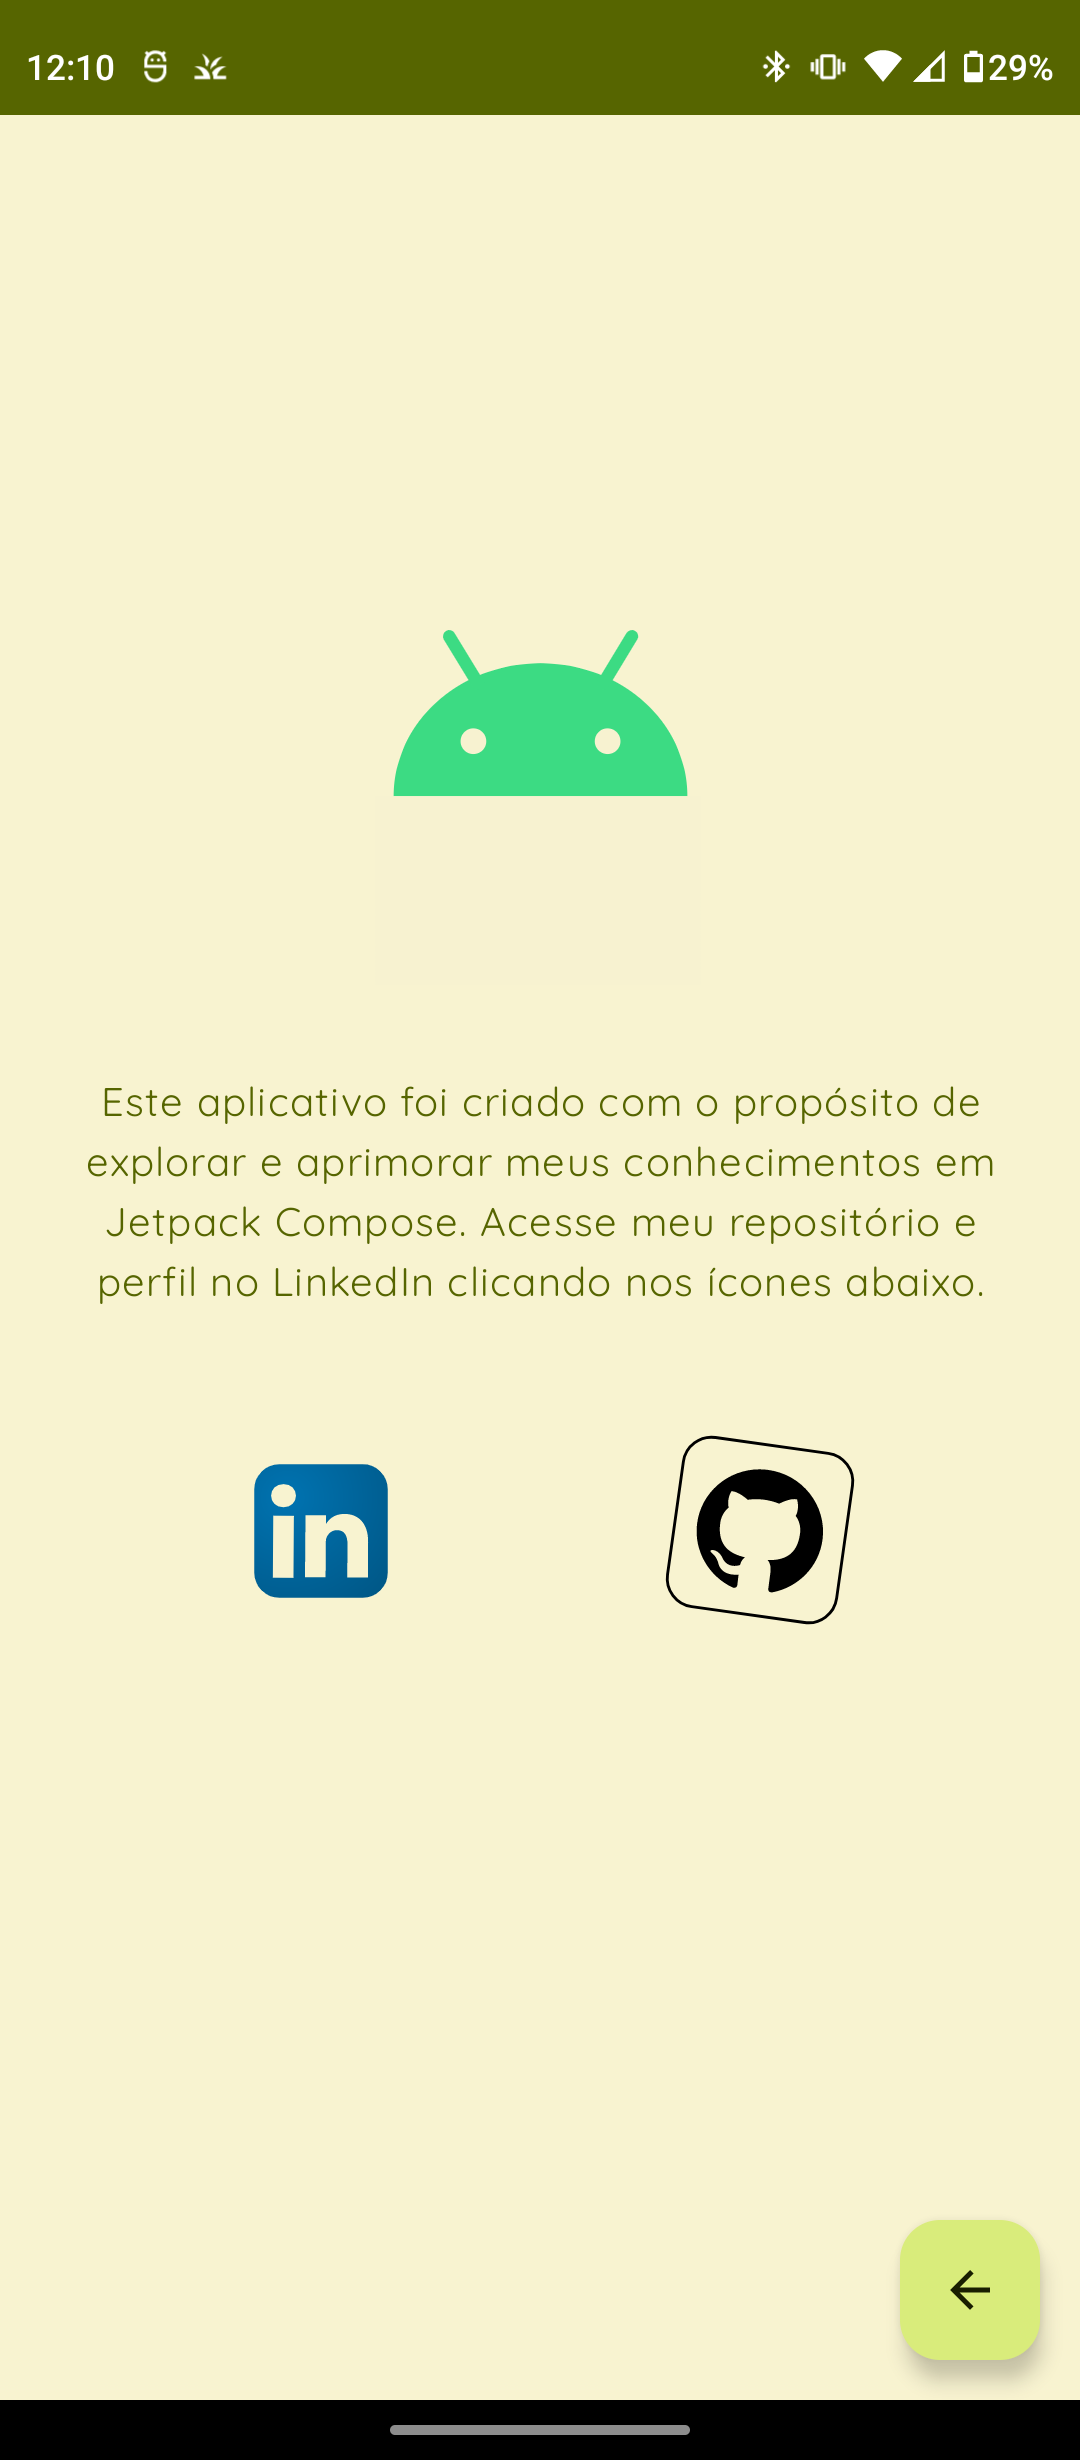 12:10
29%
Este aplicativo foi criado com o propósito de
explorar e aprimorar meus conhecimentos em
Jetpack Compose. Acesse meu repositório e
perfil no LinkedIn clicando nos ícones abaixo.
in